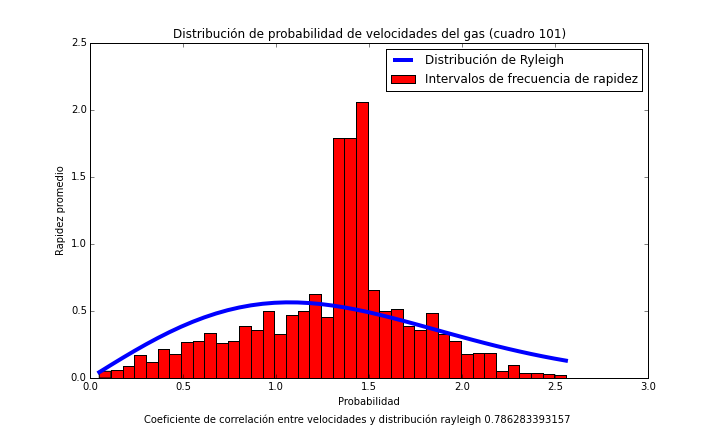 Distribución de probabilidad de velocidades del gas (cuadro 101)
2.5
Distribución de Ryleigh
Intervalos de frecuencia de rapidez
2.0
1.5
Rapidez promedio
1.0
0.5
0.0
0.0 0.5 1.0 1.5 2.0 2.5 3.0
Probabilidad
Coeficiente de correlación entre velocidades y distribución rayleigh 0.786283393157